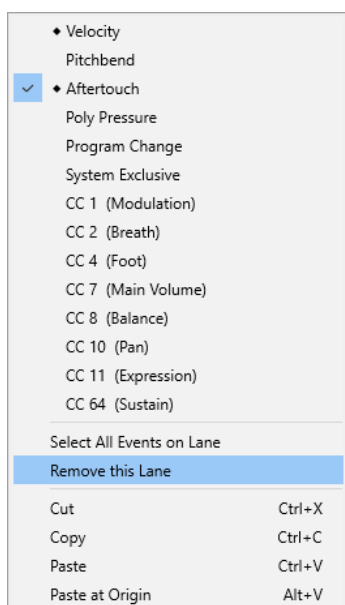 ◆ Velocity
Pitchbend
✓ ◆ Aftertouch
Poly Pressure
Program Change
System Exclusive
CC 1 (Modulation)
CC 2 (Breath)
CC 4 (Foot)
CC 7 (Main Volume)
CC 8 (Balance)
CC 10 (Pan)
CC 11 (Expression)
CC 64 (Sustain)
Select All Events on Lane
Remove this Lane
Cut Ctrl+X
Copy Ctrl+C
Paste Ctrl+V
Paste at Origin Alt+V